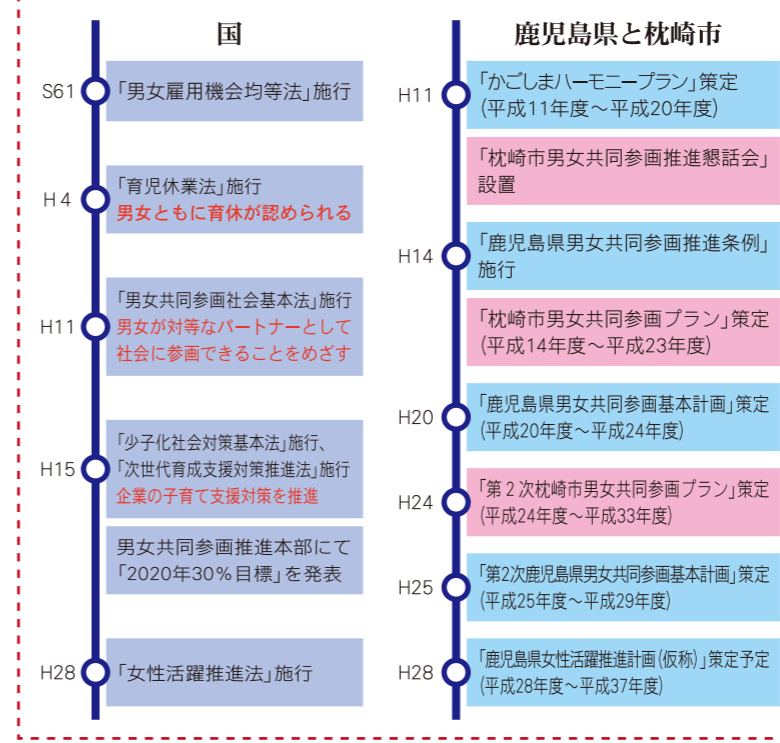 国
S61
「男女雇用機会均等法」施行
H4
「育児休業法」施行
男女ともに育休が認められる
H11
「男女共同参画社会基本法」施行
男女が対等なパートナーとして
社会に参画できることをめざす
H15
「少子化社会対策基本法」施行、
「次世代育成支援対策推進法」施行
企業の子育て支援対策を推進
男女共同参画推進本部にて
「2020年30％目標」を発表
H28
「女性活躍推進法」施行
鹿児島県と枕崎市
H11
「かごしまハーモニープラン」策定
(平成11年度～平成20年度)
「枕崎市男女共同参画推進懇話会」
設置
H14
「鹿児島県男女共同参画推進条例」
施行
「枕崎市男女共同参画プラン」策定
(平成14年度～平成23年度)
H20
「鹿児島県男女共同参画基本計画」策定
(平成20年度～平成24年度)
H24
「第２次枕崎市男女共同参画プラン」策定
(平成24年度～平成33年度)
H25
「第2次鹿児島県男女共同参画基本計画」策定
(平成25年度～平成29年度)
H28
「鹿児島県女性活躍推進計画(仮称)」策定予定
(平成28年度～平成37年度)